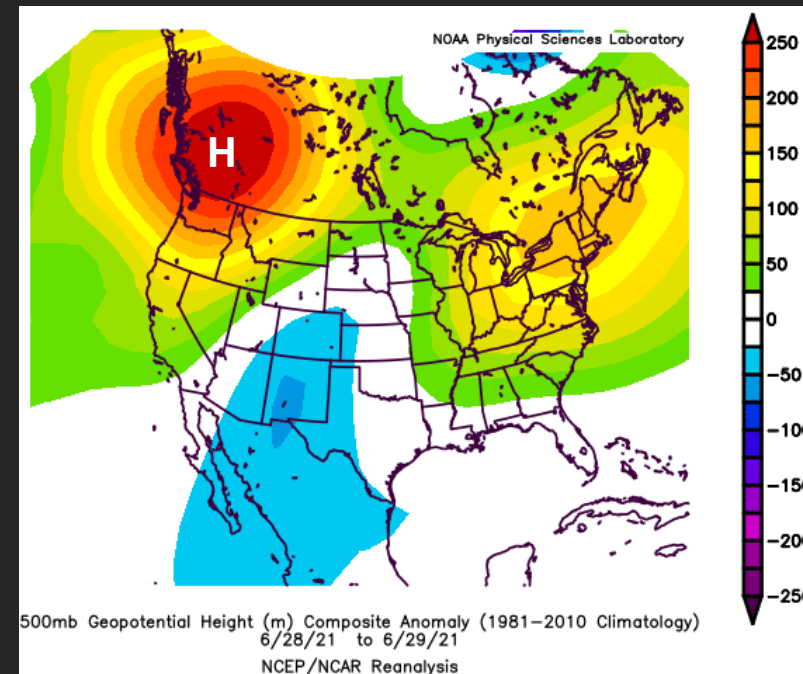 NOAA Physical Sciences Laboratory
H
250
200
150
100
50
0
-50
-100
-150
-200
-250
500mb Geopotential Height (m) Composite Anomaly (1981-2010 Climatology)
6/28/21 to 6/29/21
NCEP/NCAR Reanalysis